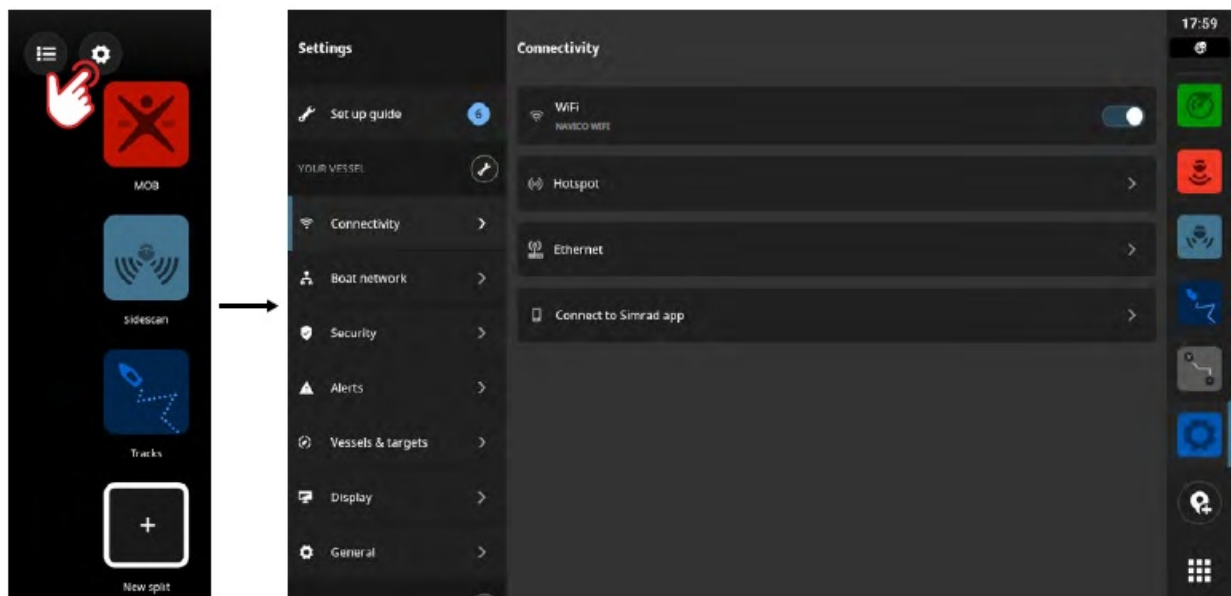 MOB
Sidescan
Tracks
+
New split
Settings
Set up guide
6
YOUR VESSEL
Connectivity
Boat network
Security
Alerts
Vessels & targets
Display
General
Connectivity
WiFi
NAVICO WIFI
Hotspot
Ethernet
Connect to Simrad app
17:59